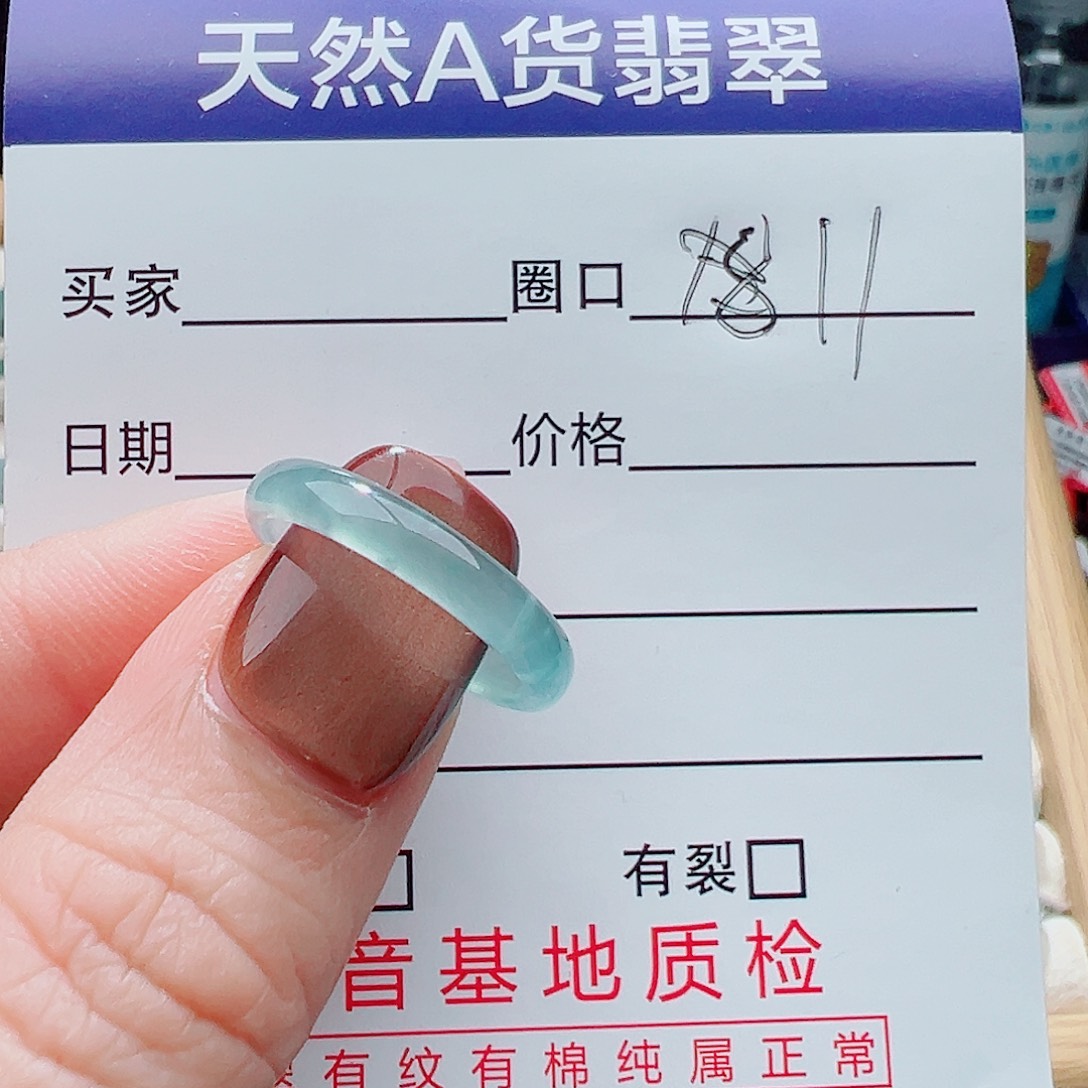 天然A货翡翠
买家 圈口
日期 价格
有裂
音基地质检
有纹有棉纯属正常